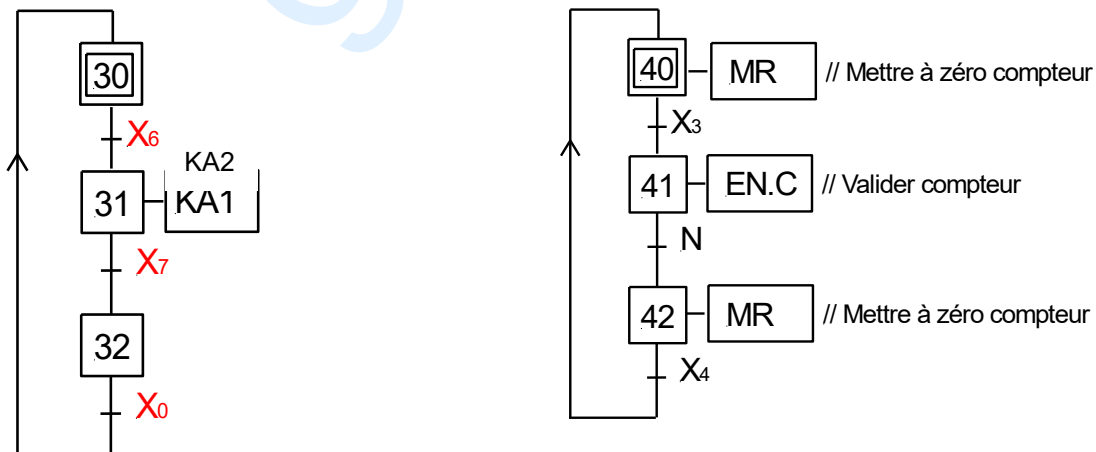 30
X6
KA2
31 KA1
X7
32
X0
40 MR // Mettre à zéro compteur
X3
41 EN.C // Valider compteur
N
42 MR // Mettre à zéro compteur
X4